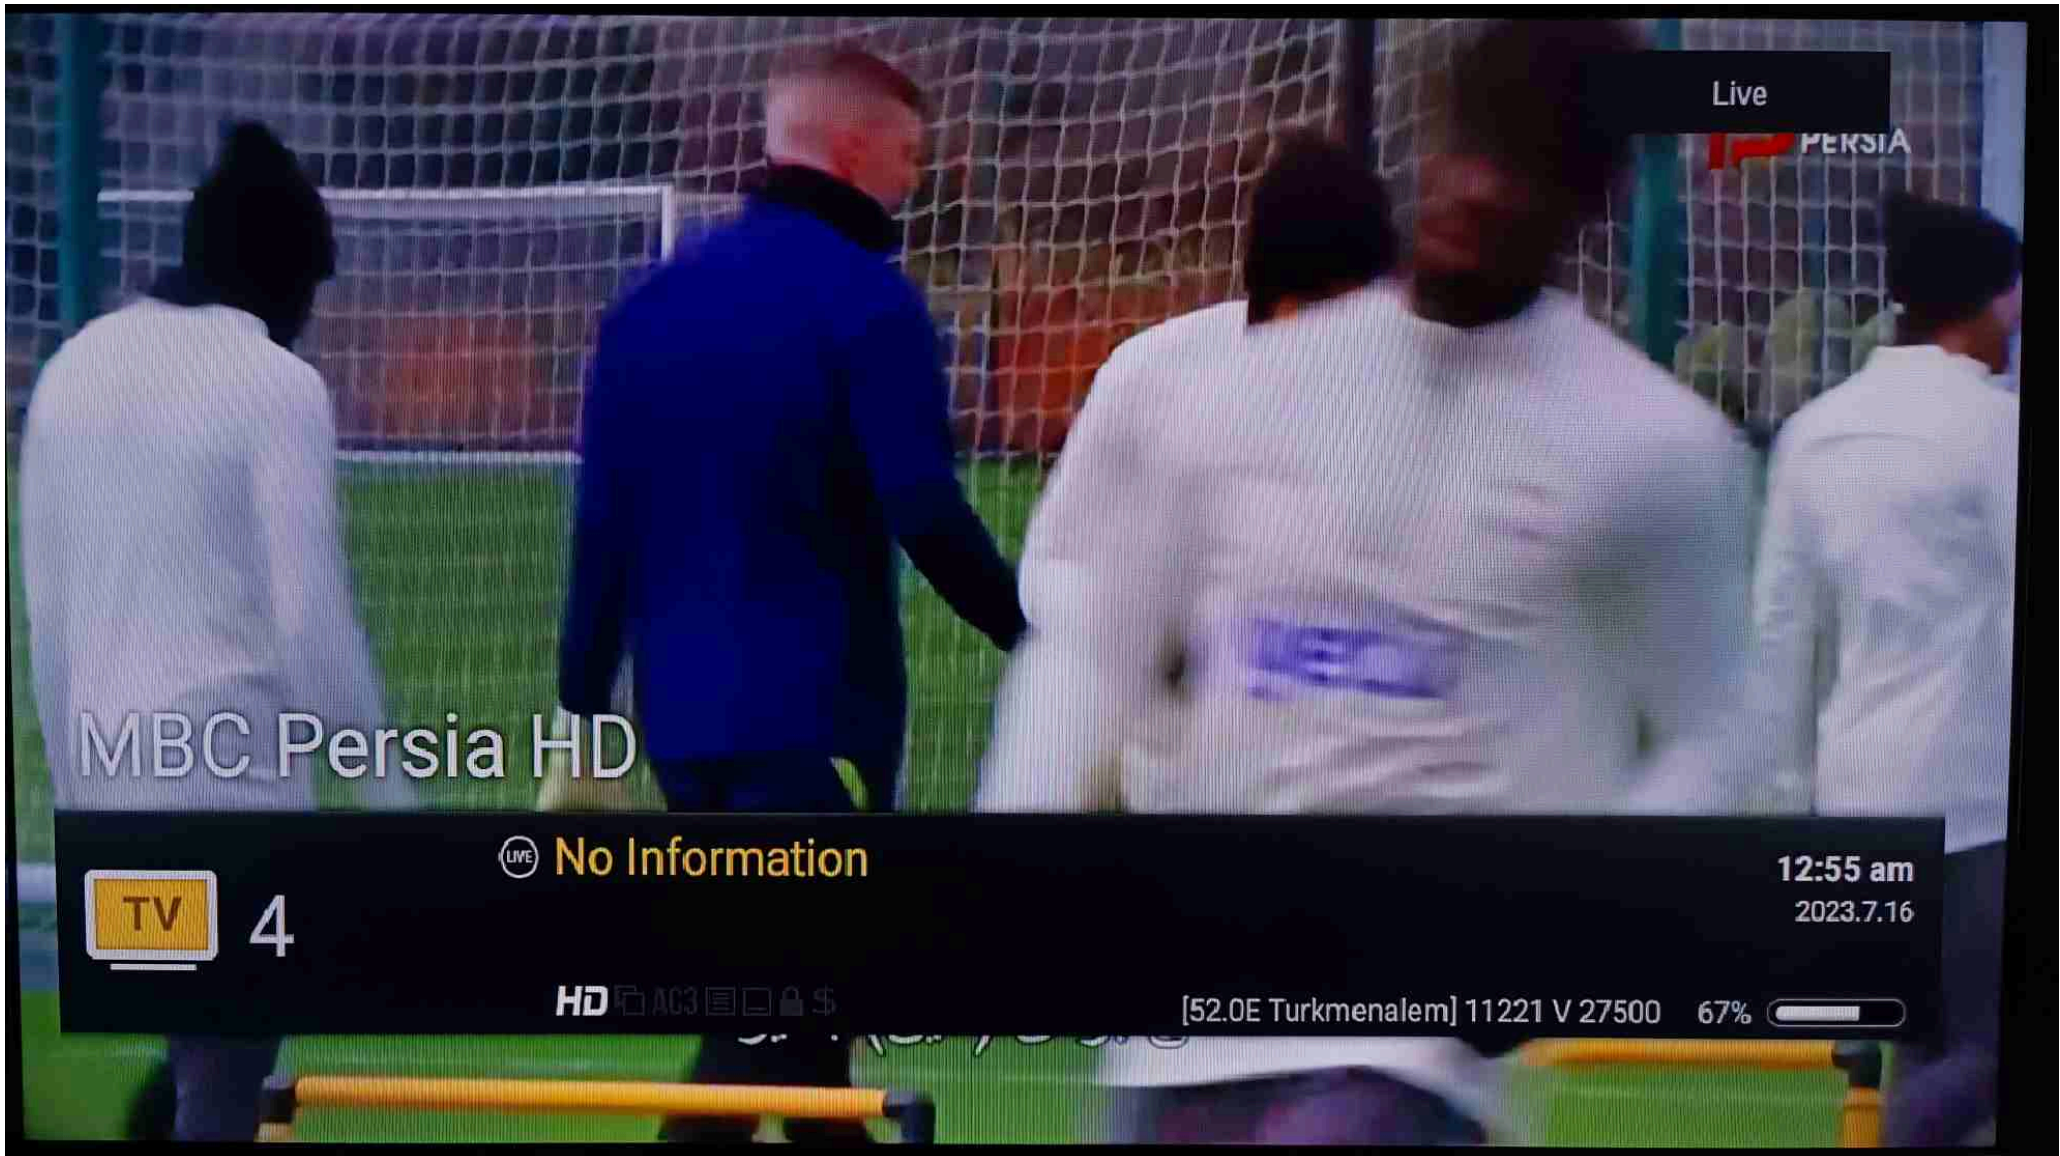 Live
PERSIA
MBC Persia HD
LIVE No Information
12:55 am
TV 4
2023.7.16
HD AC3 $
[52.0E Turkmenalem] 11221 V 27500 67%